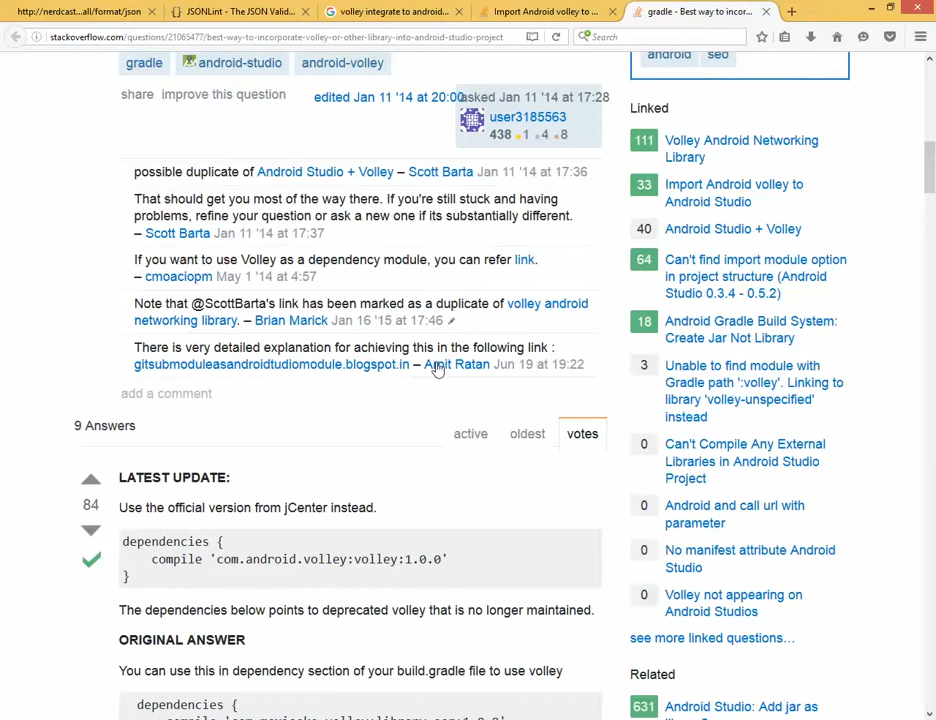 http://nerdcast...all/format/json
JSONLint - The JSON Valid...
volley integrate to android...
Import Android volley to ...
gradle - Best way to incor...
stackoverflow.com/questions/21065477/best-way-to-incorporate-volley-or-other-library-into-android-studio-project
Search
gradle
android-studio
android-volley
share improve this question
edited Jan 11 '14 at 20:00
asked Jan 11 '14 at 17:28
user3185563
438 1 4 8
possible duplicate of Android Studio + Volley – Scott Barta Jan 11 '14 at 17:36
That should get you most of the way there. If you're still stuck and having
problems, refine your question or ask a new one if its substantially different.
– Scott Barta Jan 11 '14 at 17:37
If you want to use Volley as a dependency module, you can refer link.
– cmoaciopm May 1 '14 at 4:57
Note that @ScottBarta's link has been marked as a duplicate of volley android
networking library. – Brian Marick Jan 16 '15 at 17:46
There is very detailed explanation for achieving this in the following link :
gitsubmoduleasandroidtudiomodule.blogspot.in – Amit Ratan Jun 19 at 19:22
add a comment
9 Answers
active
oldest
votes
84
LATEST UPDATE:
Use the official version from jCenter instead.
dependencies {
compile 'com.android.volley:volley:1.0.0'
}
The dependencies below points to deprecated volley that is no longer maintained.
ORIGINAL ANSWER
You can use this in dependency section of your build.gradle file to use volley
dependencies {
android
seo
Linked
111 Volley Android Networking
Library
33 Import Android volley to
Android Studio
40 Android Studio + Volley
64 Can't find import module option
in project structure (Android
Studio 0.3.4 - 0.5.2)
18 Android Gradle Build System:
Create Jar Not Library
3 Unable to find module with
Gradle path ':volley'. Linking to
library 'volley-unspecified'
instead
0 Can't Compile Any External
Libraries in Android Studio
Project
0 Android and call url with
parameter
0 No manifest attribute Android
Studio
0 Volley not appearing on
Android Studios
see more linked questions...
Related
631 Android Studio: Add jar as